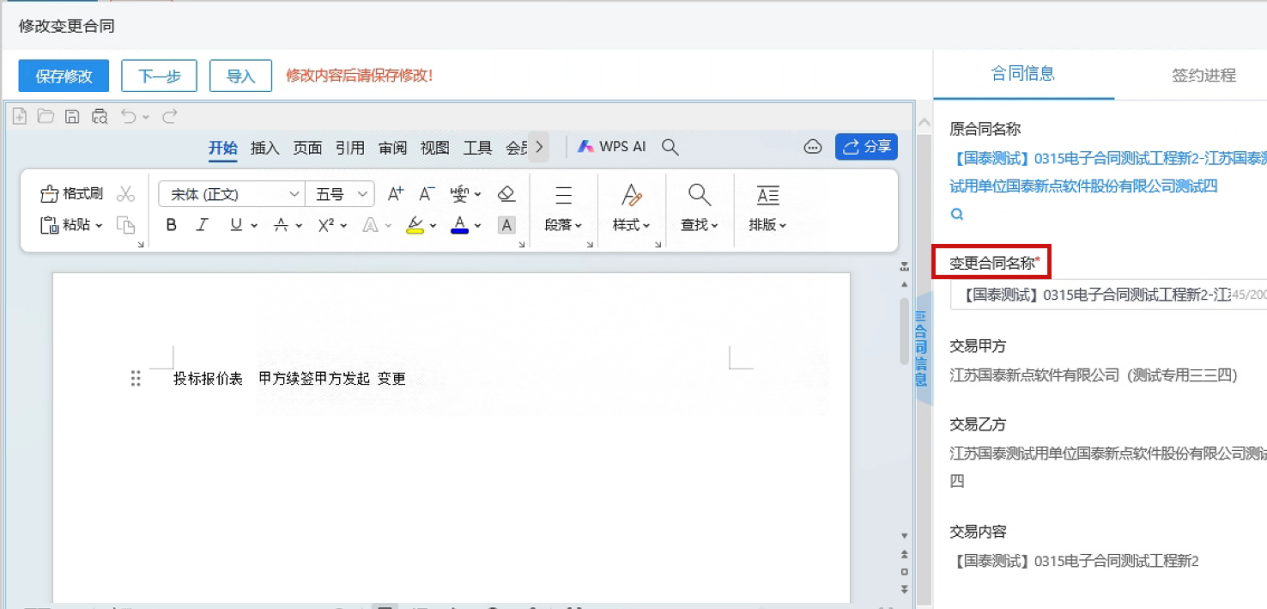 修改变更合同
保存修改 下一步 导入 修改内容后请保存修改!
合同信息 签约进程
开始 插入 页面 引用 审阅 视图 工具 会员 WPS AI 分享
格式刷 宋体 (正文) 五号 A+ A- wén
粘贴 B I U A X² A A A 段落 样式 查找 排版
投标报价表 甲方续签甲方发起 变更
合同信息
原合同名称
【国泰测试】0315电子合同测试工程新2-江苏国泰测
试用单位国泰新点软件股份有限公司测试四
变更合同名称*
【国泰测试】0315电子合同测试工程新2-江 45/200
交易甲方
江苏国泰新点软件有限公司（测试专用三三四）
交易乙方
江苏国泰测试用单位国泰新点软件股份有限公司测试
四
交易内容
【国泰测试】0315电子合同测试工程新2